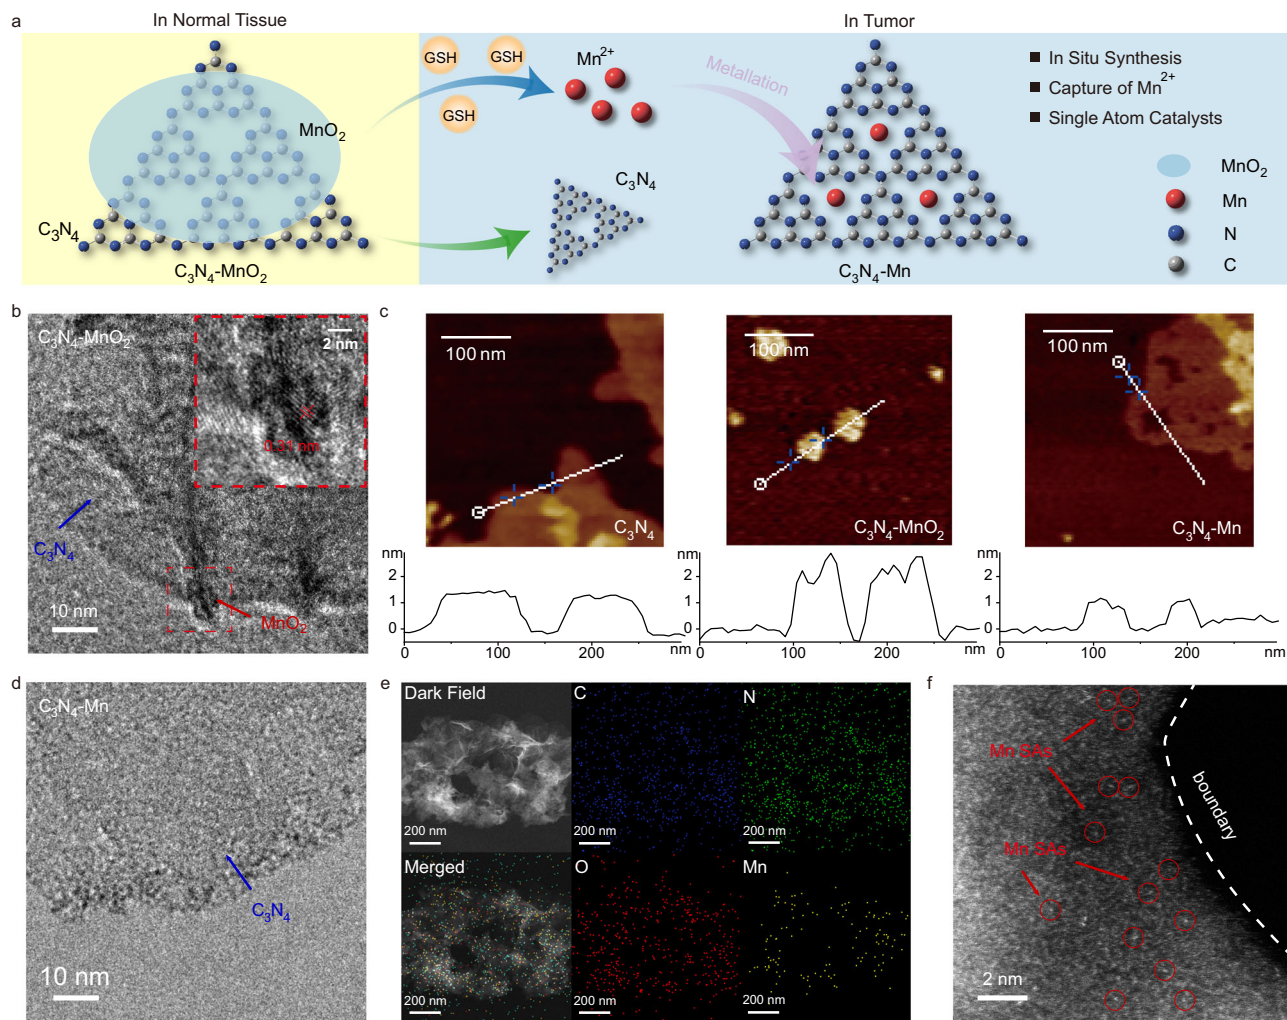 a
In Normal Tissue
In Tumor
GSH
GSH
GSH
Mn²⁺
Metallation
MnO₂
C₃N₄
C₃N₄
C₃N₄-MnO₂
C₃N₄-Mn
■ In Situ Synthesis
■ Capture of Mn²⁺
■ Single Atom Catalysts
MnO₂
Mn
N
C
b
C₃N₄-MnO₂
2 nm
0.21 nm
C₃N₄
MnO₂
10 nm
c
100 nm
C₃N₄
100 nm
C₃N₄-MnO₂
100 nm
C₃N₄-Mn
nm
2
1
0
0
100
200
nm
nm
2
1
0
0
100
200
nm
nm
2
1
0
0
100
200
nm
d
C₃N₄-Mn
C₃N₄
10 nm
e
Dark Field
200 nm
C
200 nm
N
200 nm
Merged
200 nm
O
200 nm
Mn
200 nm
f
Mn SAs
Mn SAs
boundary
2 nm